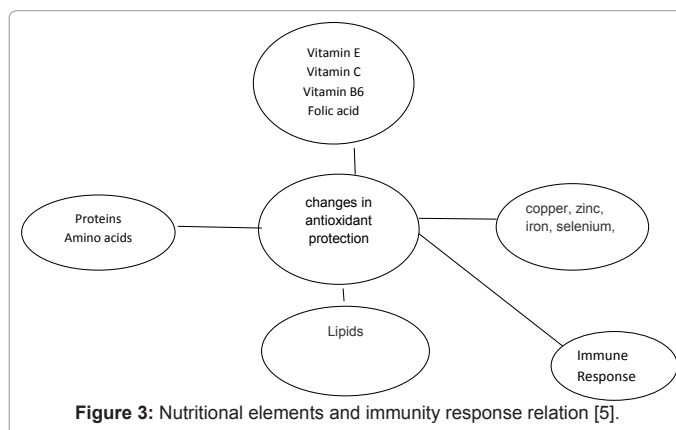 Vitamin E
Vitamin C
Vitamin B6
Folic acid
changes in
antioxidant
protection
Proteins
Amino acids
copper, zinc,
iron, selenium,
Lipids
Immune
Response
Figure 3: Nutritional elements and immunity response relation [5].